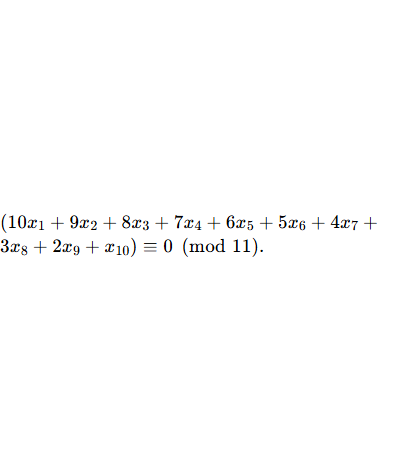 (10x₁ + 9x₂ + 8x₃ + 7x₄ + 6x₅ + 5x₆ + 4x₇ +
3x₈ + 2x₉ + x₁₀) ≡ 0 (mod 11).